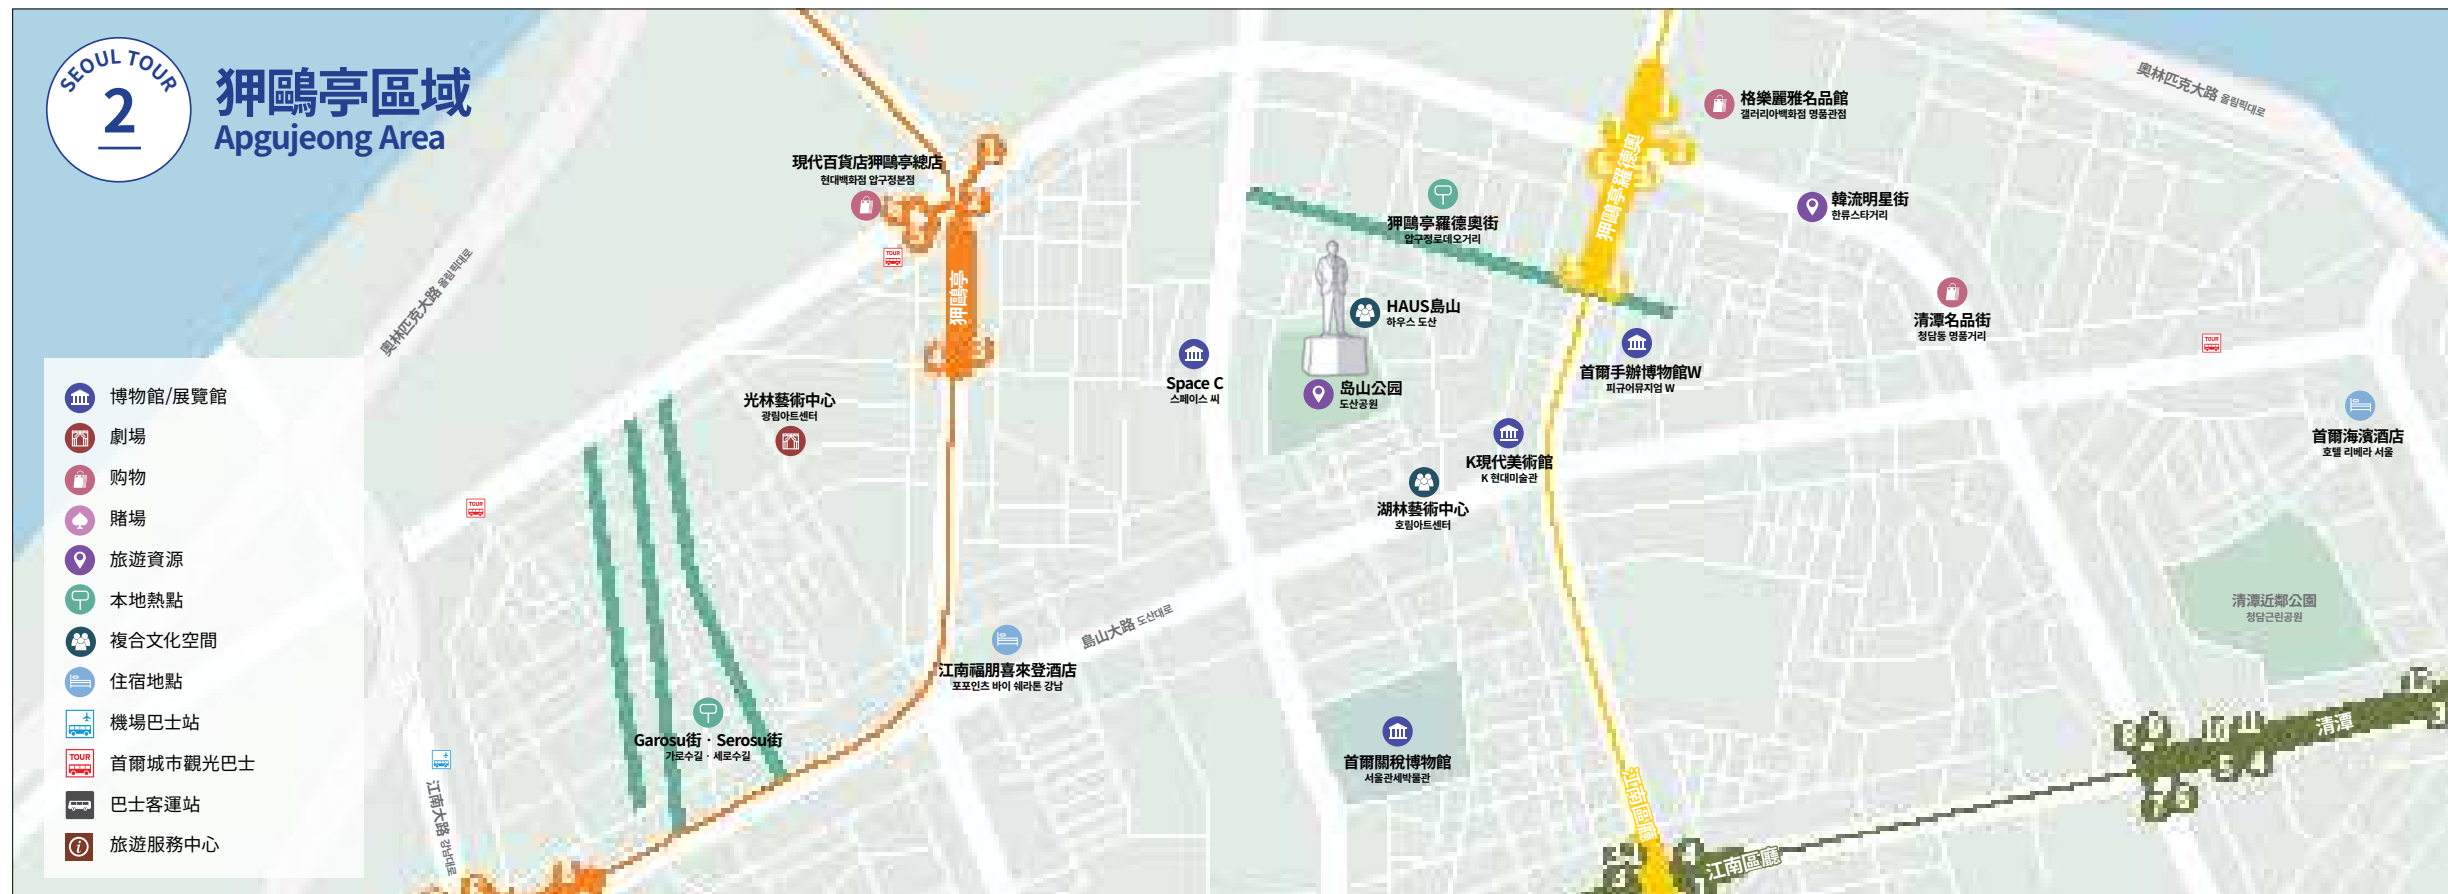 SEOUL TOUR
2
狎鷗亭區域
Apgujeong Area
奧林匹克大路 올림픽대로
格樂麗雅名品館
갤러리아백화점 명품관점
現代百貨店狎鷗亭總店
현대백화점 압구정본점
狎鷗亭羅德奧
韓流明星街
한류스타거리
狎鷗亭羅德奧街
압구정로데오거리
奧林匹克大路 올림픽대로
狎鷗亭
HAUS島山
하우스 도산
清潭名品街
청담동 명품거리
TOUR
TOUR
首爾手辦博物館W
피규어뮤지엄 W
Space C
스페이스 씨
岛山公园
도산공원
光林藝術中心
광림아트센터
首爾海濱酒店
호텔 리베라 서울
K現代美術館
K 현대미술관
湖林藝術中心
호림아트센터
TOUR
博物館/展覽館
劇場
购物
賭場
旅遊資源
本地熱點
複合文化空間
住宿地點
機場巴士站
TOUR
首爾城市觀光巴士
巴士客運站
旅遊服務中心
清潭近鄰公園
청담근린공원
島山大路 도산대로
江南福朋喜來登酒店
포포인츠 바이 쉐라톤 강남
신사
Garosu街 · Serosu街
가로수길 · 세로수길
首爾關稅博物館
서울관세박물관
清潭
江南大路 강남대로
江南區廳
江南區廳